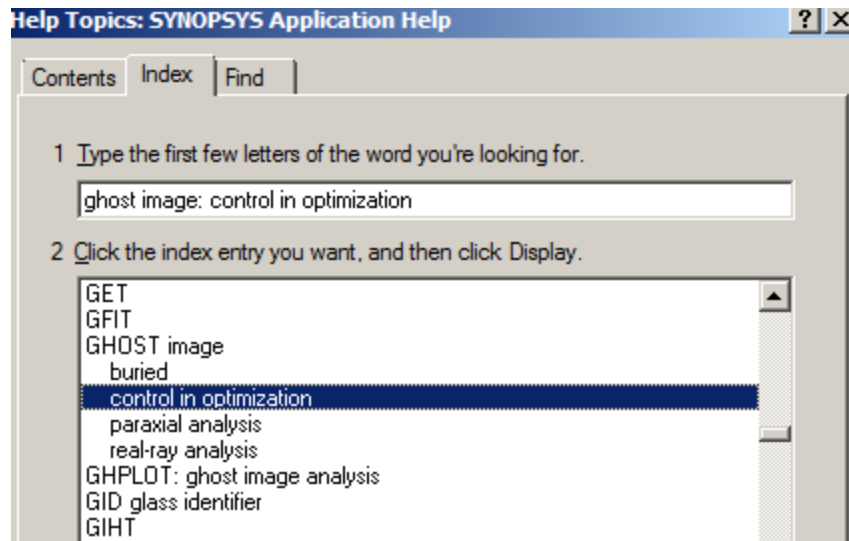 Help Topics: SYNOPSYS Application Help
Contents Index Find
1 Type the first few letters of the word you're looking for.
ghost image: control in optimization
2 Click the index entry you want, and then click Display.
GET
GFIT
GHOST image
buried
control in optimization
paraxial analysis
real-ray analysis
GHPLOT: ghost image analysis
GID glass identifier
GIHT